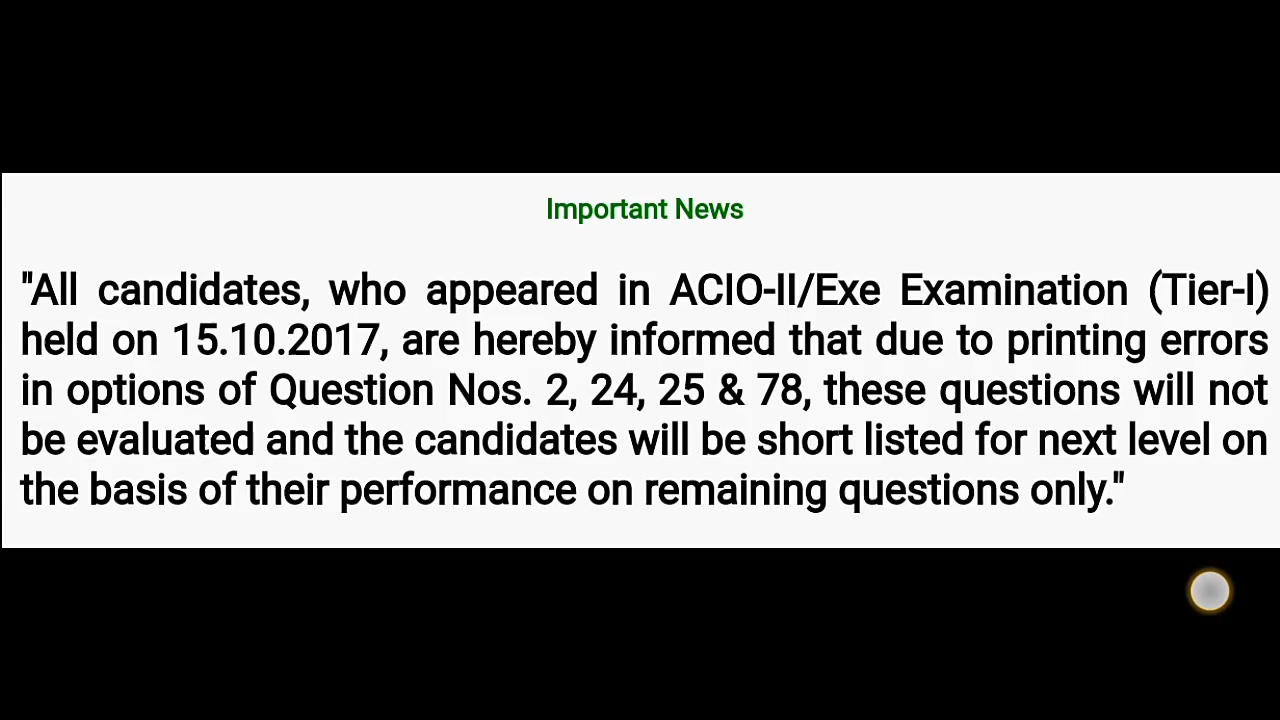 Important News
"All candidates, who appeared in ACIO-II/Exe Examination (Tier-I)
held on 15.10.2017, are hereby informed that due to printing errors
in options of Question Nos. 2, 24, 25 & 78, these questions will not
be evaluated and the candidates will be short listed for next level on
the basis of their performance on remaining questions only."